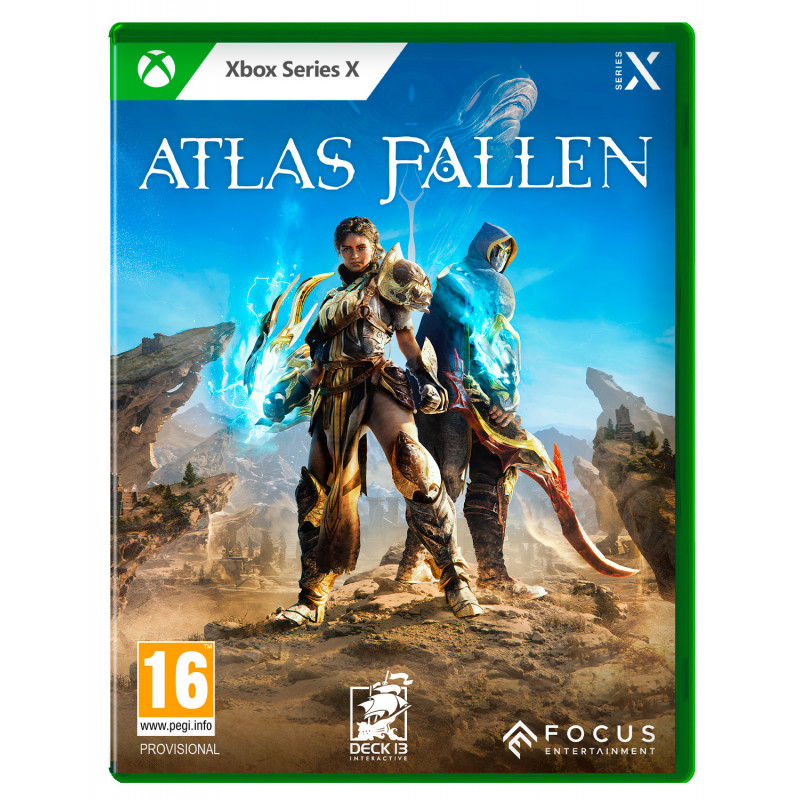 Xbox Series X
SERIES X
ATLAS FALLEN
16
www.pegi.info
PROVISIONAL
DECK 13
INTERACTIVE
FOCUS
ENTERTAINMENT